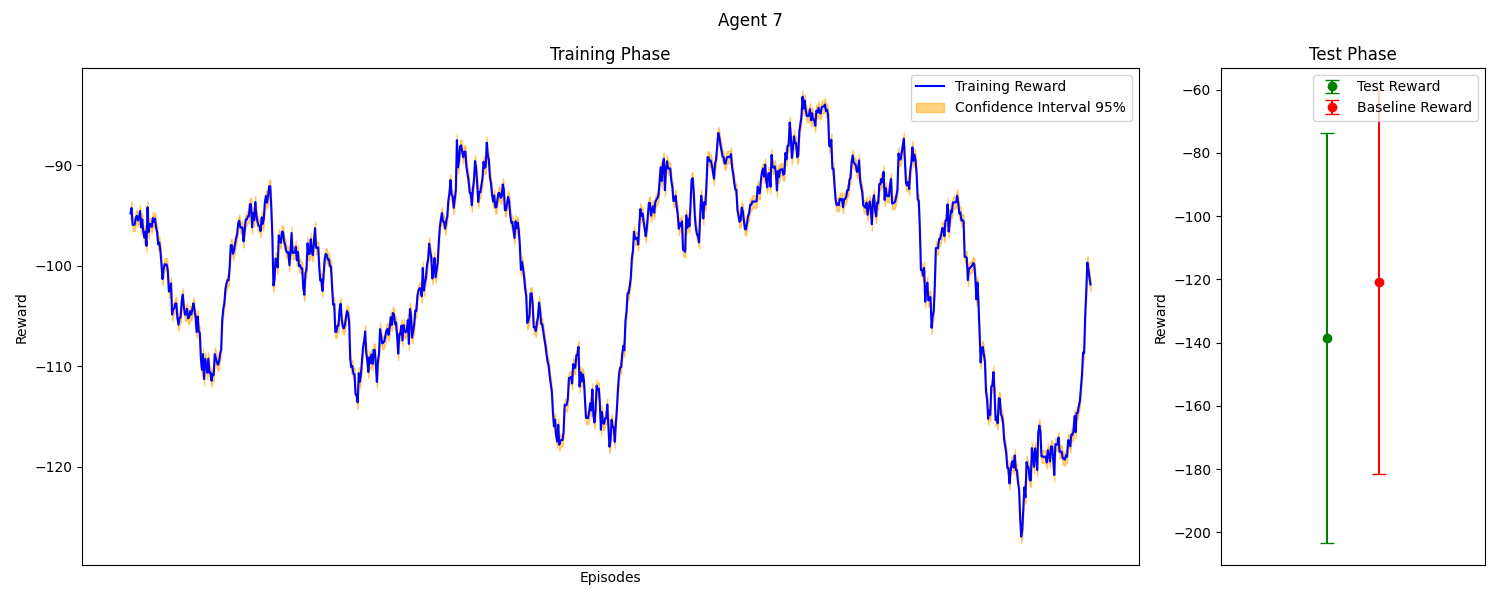 Agent 7
Training Phase
Training Reward
Confidence Interval 95%
−90
−100
−110
−120
Reward
Episodes
Test Phase
Test Reward
Baseline Reward
−60
−80
−100
−120
−140
−160
−180
−200
Reward